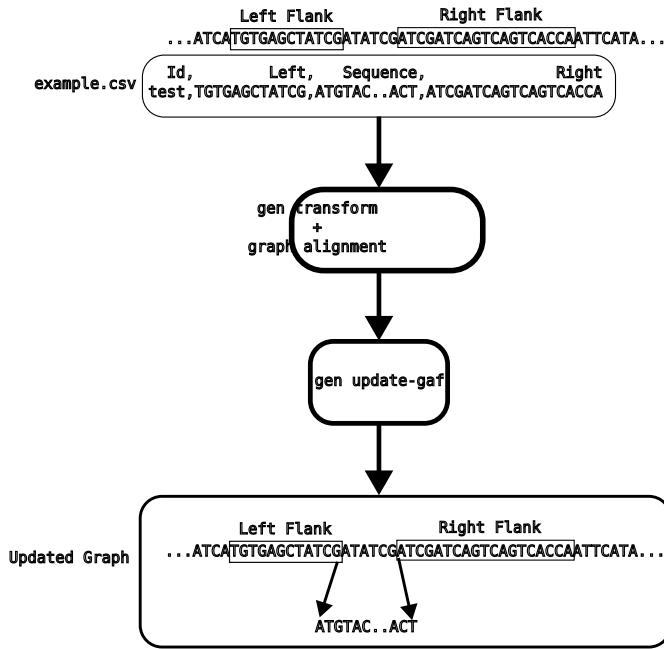 Left Flank Right Flank
...ATCATGTGAGCTATCGATATCGATCGATCAGTCAGTCACCAATTCATA...
example.csv
Id, Left, Sequence, Right
test,TGTGAGCTATCG,ATGTAC..ACT,ATCGATCAGTCAGTCACCA
gen transform
+
graph alignment
gen update-gaf
Left Flank Right Flank
Updated Graph
...ATCATGTGAGCTATCGATATCGATCGATCAGTCAGTCACCAATTCATA...
ATGTAC..ACT